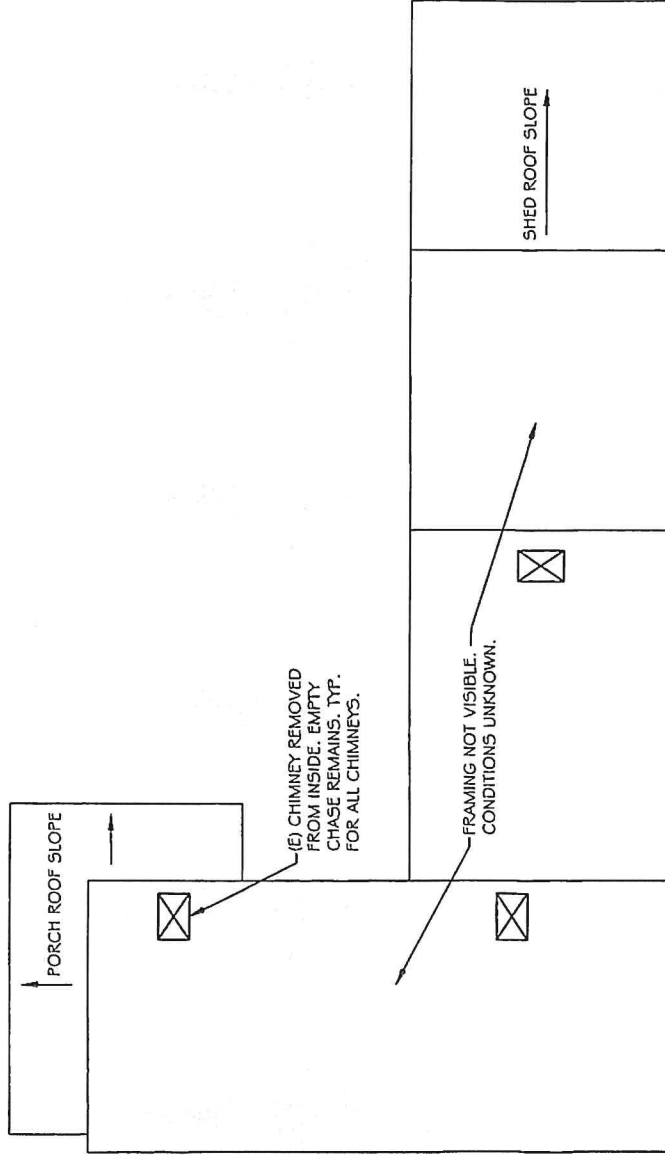 PORCH ROOF SLOPE
(E) CHIMNEY REMOVED
FROM INSIDE. EMPTY
CHASE REMAINS. TYP.
FOR ALL CHIMNEYS.
FRAMING NOT VISIBLE.
CONDITIONS UNKNOWN.
SHED ROOF SLOPE